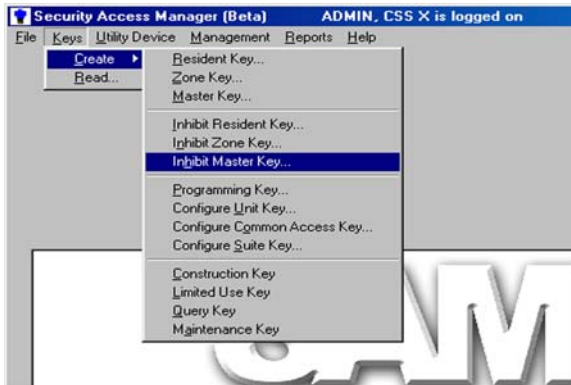 Security Access Manager (Beta) ADMIN, CSS X is logged on
File Keys Utility Device Management Reports Help
Create
Read...
Resident Key...
Zone Key...
Master Key...
Inhibit Resident Key...
Inhibit Zone Key...
Inhibit Master Key...
Programming Key...
Configure Unit Key...
Configure Common Access Key...
Configure Suite Key...
Construction Key
Limited Use Key
Query Key
Maintenance Key